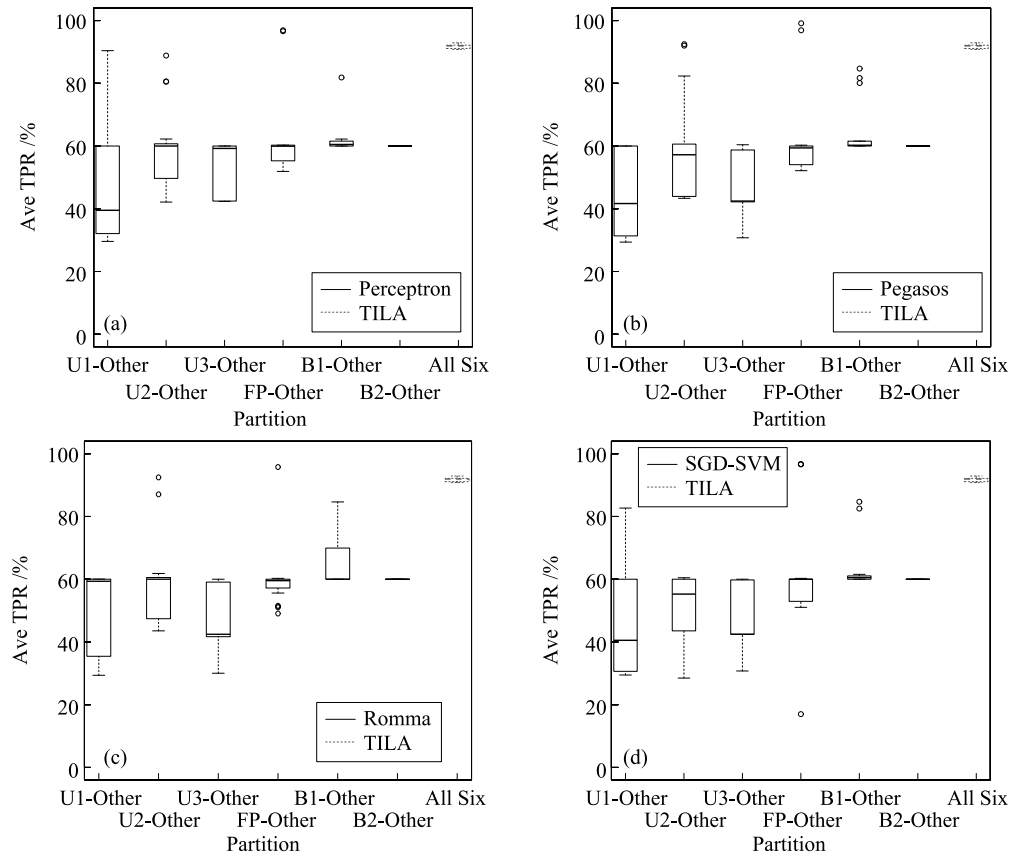 100
80
60
40
20
0
Ave TPR /%
(a)
Perceptron
TILA
U1-Other U3-Other B1-Other All Six
U2-Other FP-Other B2-Other
Partition
100
80
60
40
20
0
Ave TPR /%
(b)
Pegasos
TILA
U1-Other U3-Other B1-Other All Six
U2-Other FP-Other B2-Other
Partition
100
80
60
40
20
0
Ave TPR /%
(c)
Romma
TILA
U1-Other U3-Other B1-Other All Six
U2-Other FP-Other B2-Other
Partition
100
80
60
40
20
0
Ave TPR /%
(d)
SGD-SVM
TILA
U1-Other U3-Other B1-Other All Six
U2-Other FP-Other B2-Other
Partition